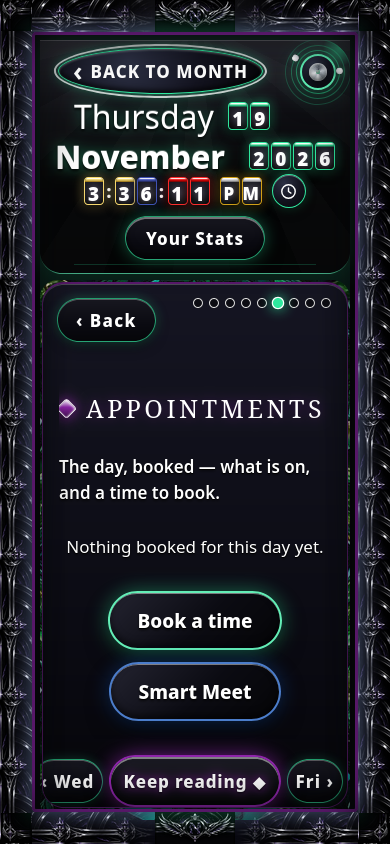 ‹ BACK TO MONTH
Thursday 19
November 2026
3:36:11 PM
Your Stats
‹ Back
APPOINTMENTS
The day, booked — what is on,
and a time to book.
Nothing booked for this day yet.
Book a time
Smart Meet
‹ Wed Keep reading ◆ Fri ›